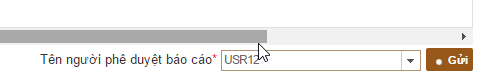 Tên người phê duyệt báo cáo* USR12 Gửi